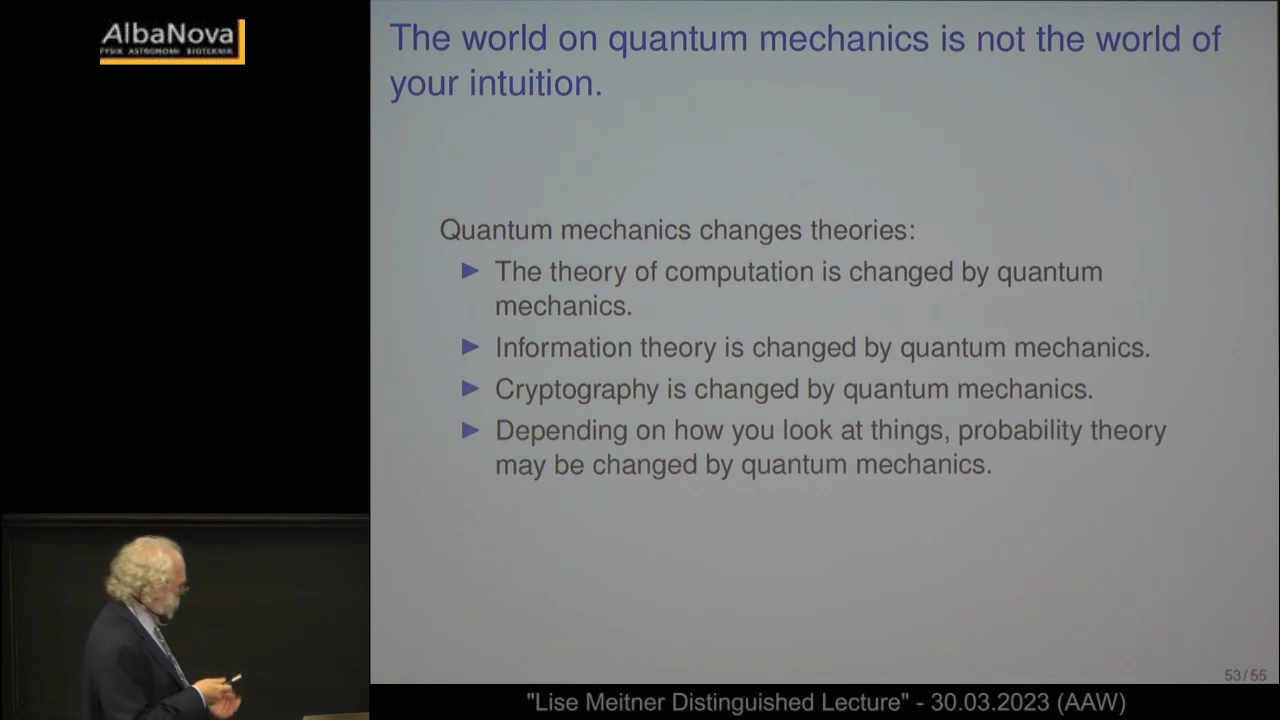 AlbaNova
FYSIK ASTRONOMI BIOTEKNIK
The world on quantum mechanics is not the world of
your intuition.
Quantum mechanics changes theories:
▶ The theory of computation is changed by quantum
mechanics.
▶ Information theory is changed by quantum mechanics.
▶ Cryptography is changed by quantum mechanics.
▶ Depending on how you look at things, probability theory
may be changed by quantum mechanics.
53/55
"Lise Meitner Distinguished Lecture" - 30.03.2023 (AAW)